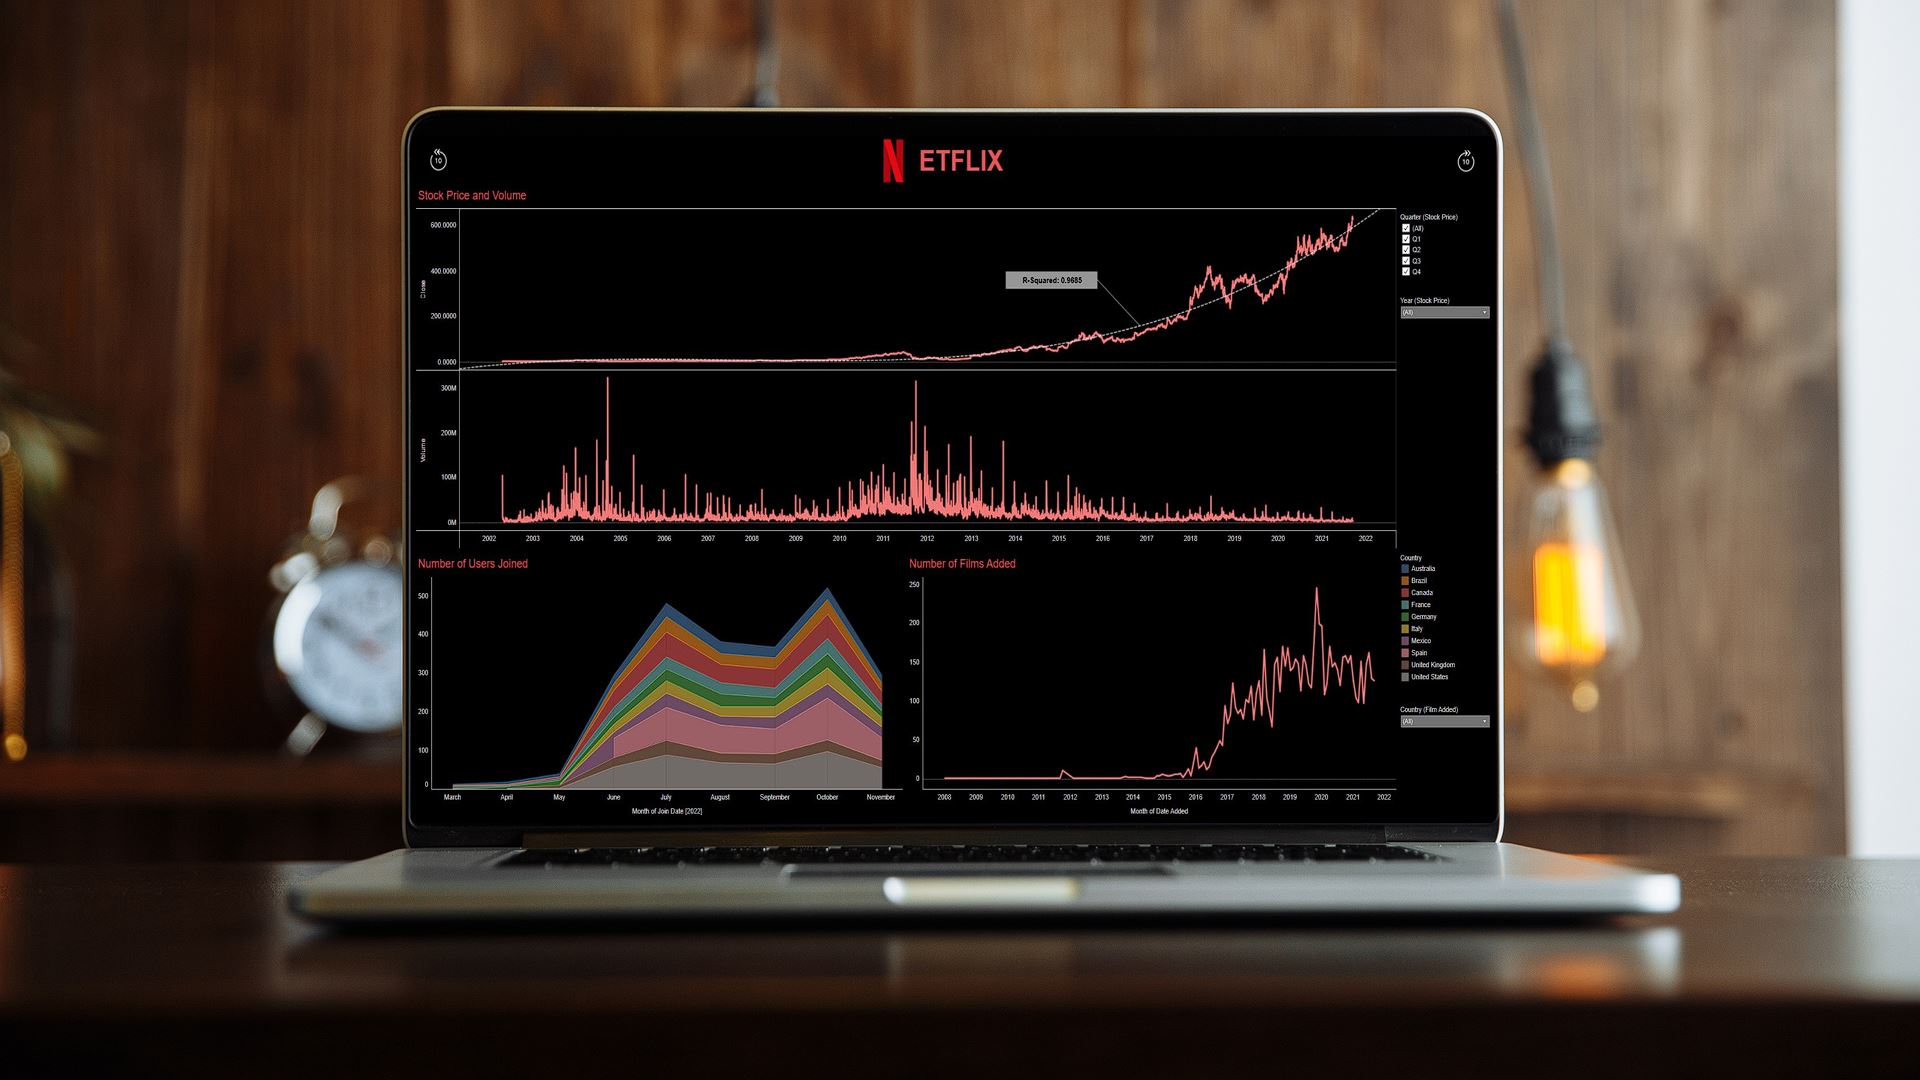 N ETFLIX
10
10
Stock Price and Volume
600.0000
400.0000
200.0000
0.0000
Close
R-Squared: 0.9685
Quarter (Stock Price)
(All)
Q1
Q2
Q3
Q4
Year (Stock Price)
(All)
300M
200M
100M
0M
Volume
2002 2003 2004 2005 2006 2007 2008 2009 2010 2011 2012 2013 2014 2015 2016 2017 2018 2019 2020 2021 2022
Number of Users Joined
500
400
300
200
100
0
March April May June July August September October November
Month of Join Date [2022]
Number of Films Added
250
200
150
100
50
0
2008 2009 2010 2011 2012 2013 2014 2015 2016 2017 2018 2019 2020 2021 2022
Month of Date Added
Country
Australia
Brazil
Canada
France
Germany
Italy
Mexico
Spain
United Kingdom
United States
Country (Film Added)
(All)